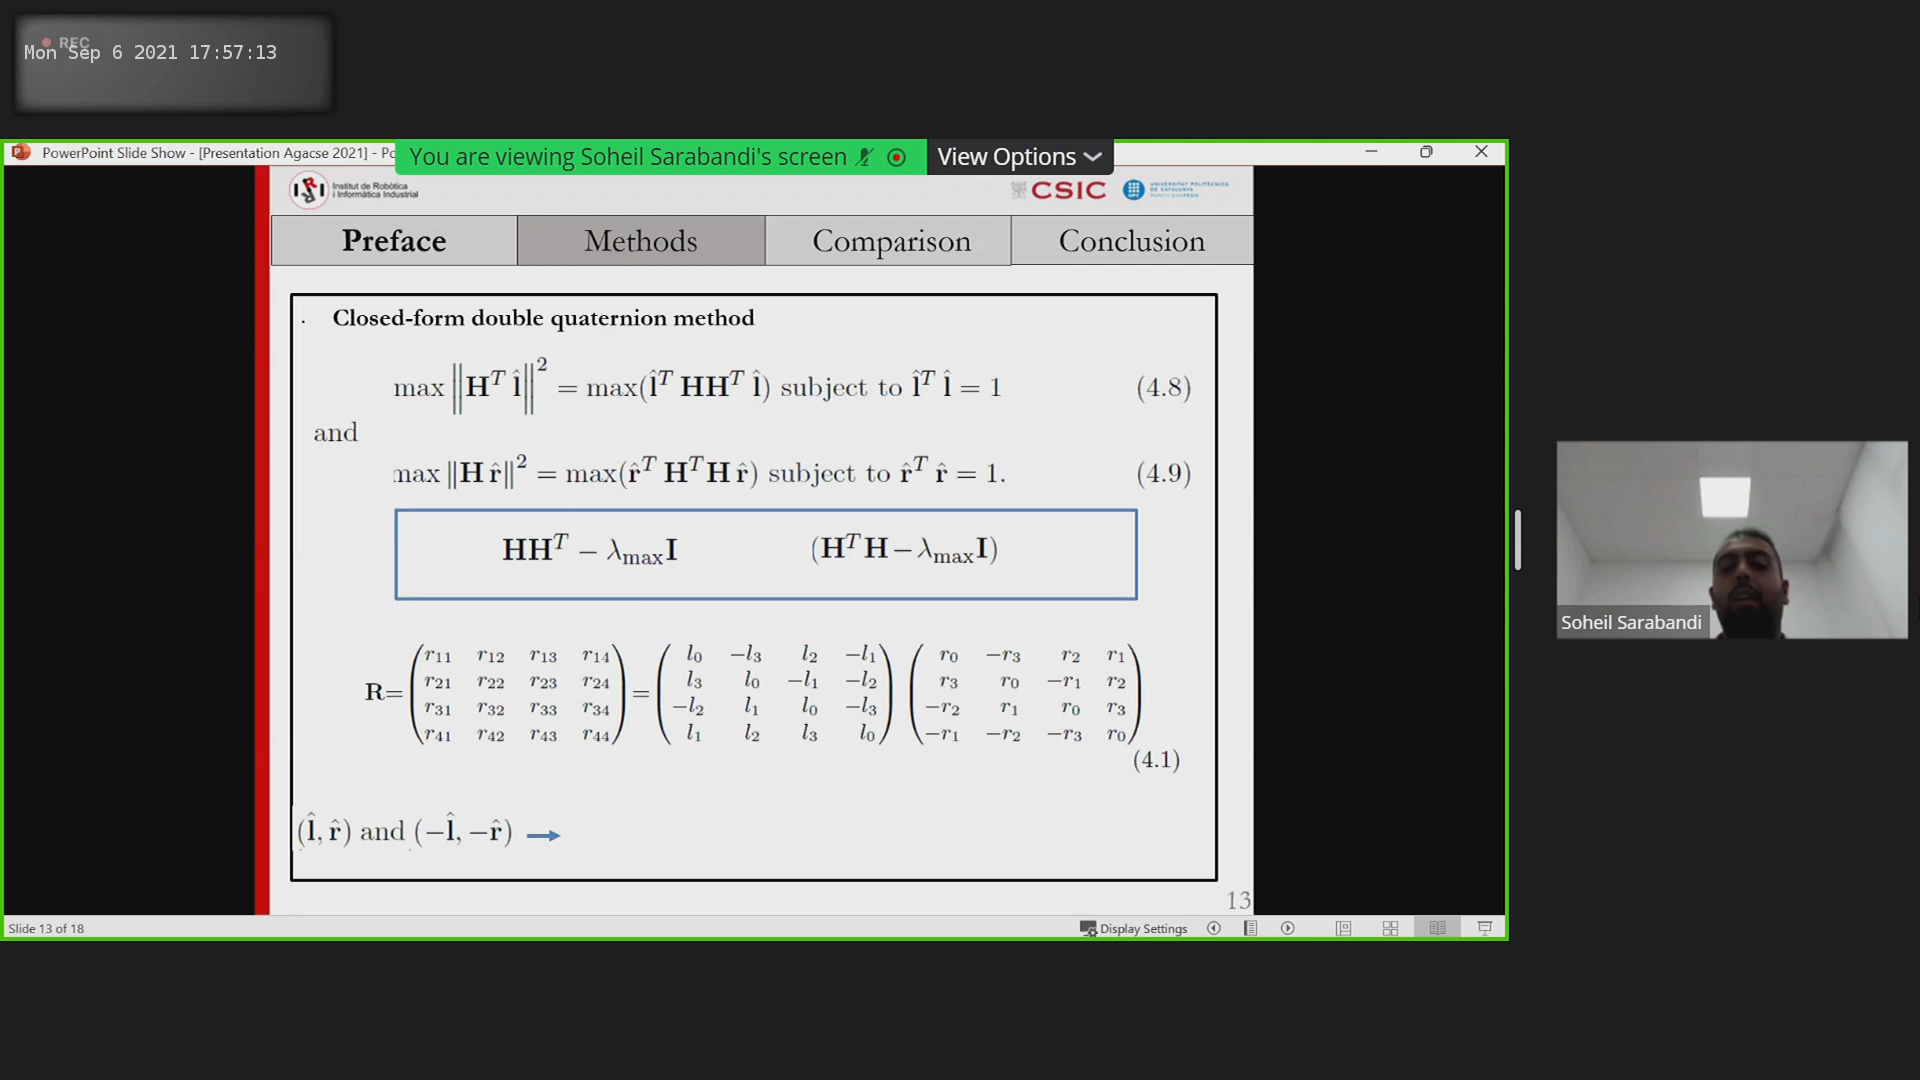 REC
Mon Sep 6 2021 17:57:13
PowerPoint Slide Show - [Presentation Agacse 2021] - Po
You are viewing Soheil Sarabandi's screen
View Options
Institut de Robòtica
i Informàtica Industrial
CSIC
UNIVERSITAT POLITÈCNICA
DE CATALUNYA
BARCELONATECH
Preface Methods Comparison Conclusion
. Closed-form double quaternion method
max ‖H^T l̂‖^2 = max(l̂^T HH^T l̂) subject to l̂^T l̂ = 1 (4.8)
and
max ‖H r̂‖^2 = max(r̂^T H^T H r̂) subject to r̂^T r̂ = 1. (4.9)
HH^T − λ_max I (H^T H − λ_max I)
r11 r12 r13 r14 l0 −l3 l2 −l1 r0 −r3 r2 r1
r21 r22 r23 r24 l3 l0 −l1 −l2 r3 r0 −r1 r2
R= =
r31 r32 r33 r34 −l2 l1 l0 −l3 −r2 r1 r0 r3
r41 r42 r43 r44 l1 l2 l3 l0 −r1 −r2 −r3 r0
(4.1)
(l̂, r̂) and (−l̂, −r̂) →
13
Slide 13 of 18
Display Settings
Soheil Sarabandi